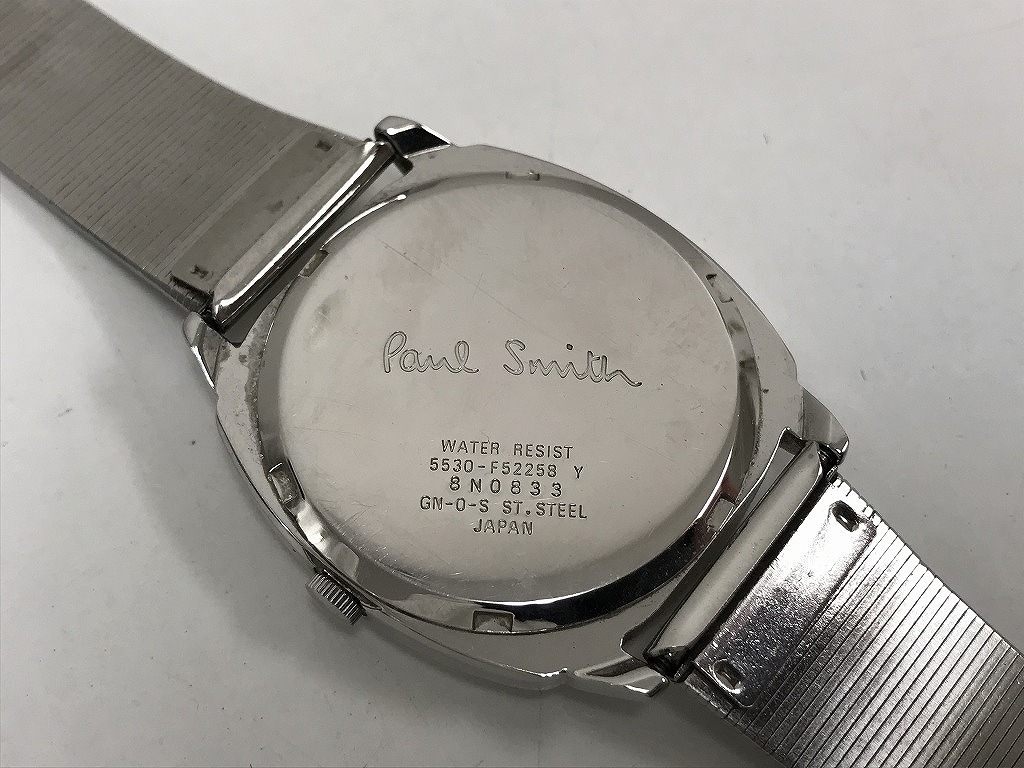 Paul Smith
WATER RESIST
5530-F52258 Y
8N0833
GN-0-S ST.STEEL
JAPAN